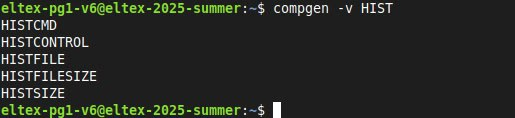 eltex-pg1-v6@eltex-2025-summer:~$ compgen -v HIST
HISTCMD
HISTCONTROL
HISTFILE
HISTFILESIZE
HISTSIZE
eltex-pg1-v6@eltex-2025-summer:~$